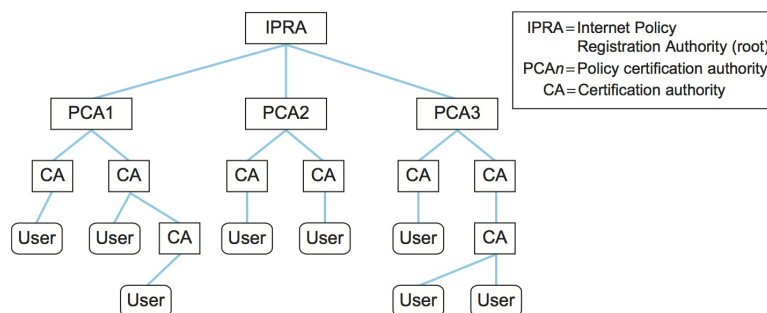 IPRA
IPRA = Internet Policy
Registration Authority (root)
PCAn = Policy certification authority
CA = Certification authority
PCA1 PCA2 PCA3
CA CA CA CA CA CA
User User CA User User User CA
User User User